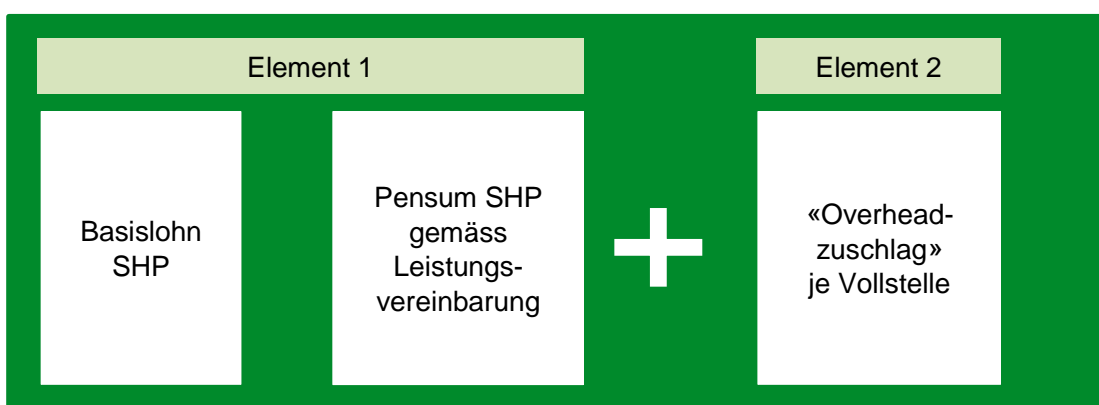 Element 1
Element 2
Basislohn
SHP
Pensum SHP
gemäss
Leistungs-
vereinbarung
+
«Overhead-
zuschlag»
je Vollstelle